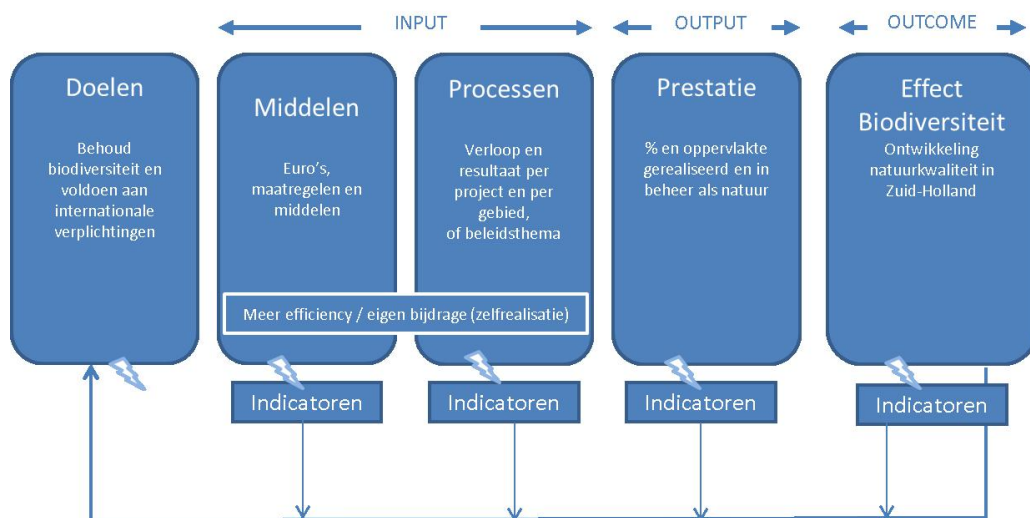 INPUT
OUTPUT
OUTCOME
Doelen
Behoud
biodiversiteit en
voldoen aan
internationale
verplichtingen
Middelen
Euro's,
maatregelen en
middelen
Processen
Verloop en
resultaat per
project en per
gebied,
of beleidsthema
Prestatie
% en oppervlakte
gerealiseerd en in
beheer als natuur
Effect
Biodiversiteit
Ontwikkeling
natuurkwaliteit in
Zuid-Holland
Meer efficiency / eigen bijdrage (zelfrealisatie)
Indicatoren
Indicatoren
Indicatoren
Indicatoren